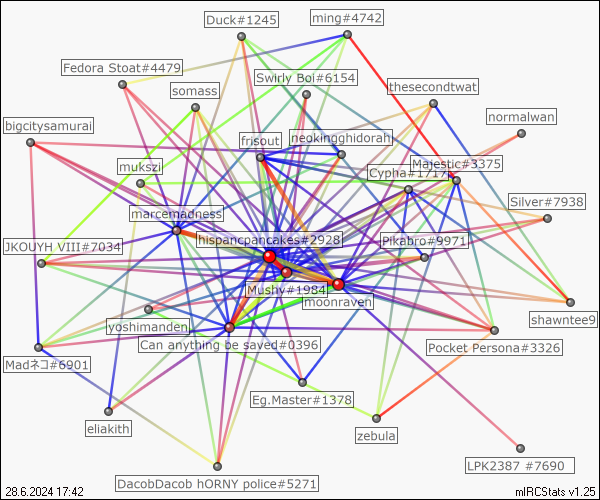 Duck#1245
ming#4742
Fedora Stoat#4479
Swirly Boi#6154
somass
thesecondtwat
normalwan
bigcitysamurai
frisout
neokingghidorah
mukszi
Majestic#3375
Cypha#1717
Silver#7938
marcemadness
hispancpancakes#2928
JKOUYH VIII#7034
Pikabro#9971
Mushy#1984
moonraven
yoshimanden
shawntee9
Can anything be saved#0396
Pocket Persona#3326
Madネコ#6901
Eg.Master#1378
eliakith
zebula
LPK2387 #7690
DacobDacob hORNY police#5271
28.6.2024 17:42
mIRCStats v1.25